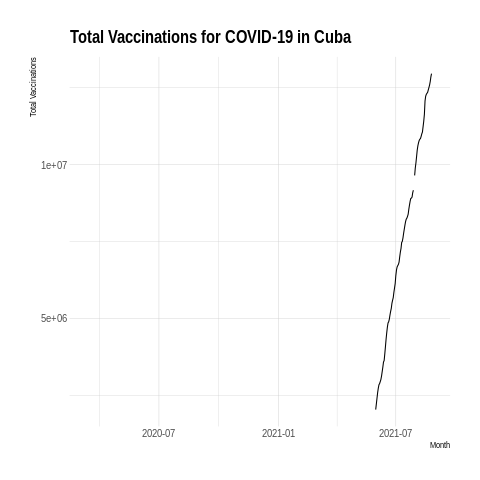 Total Vaccinations for COVID-19 in Cuba
Total Vaccinations
1e+07
5e+06
2020-07 2021-01 2021-07
Month